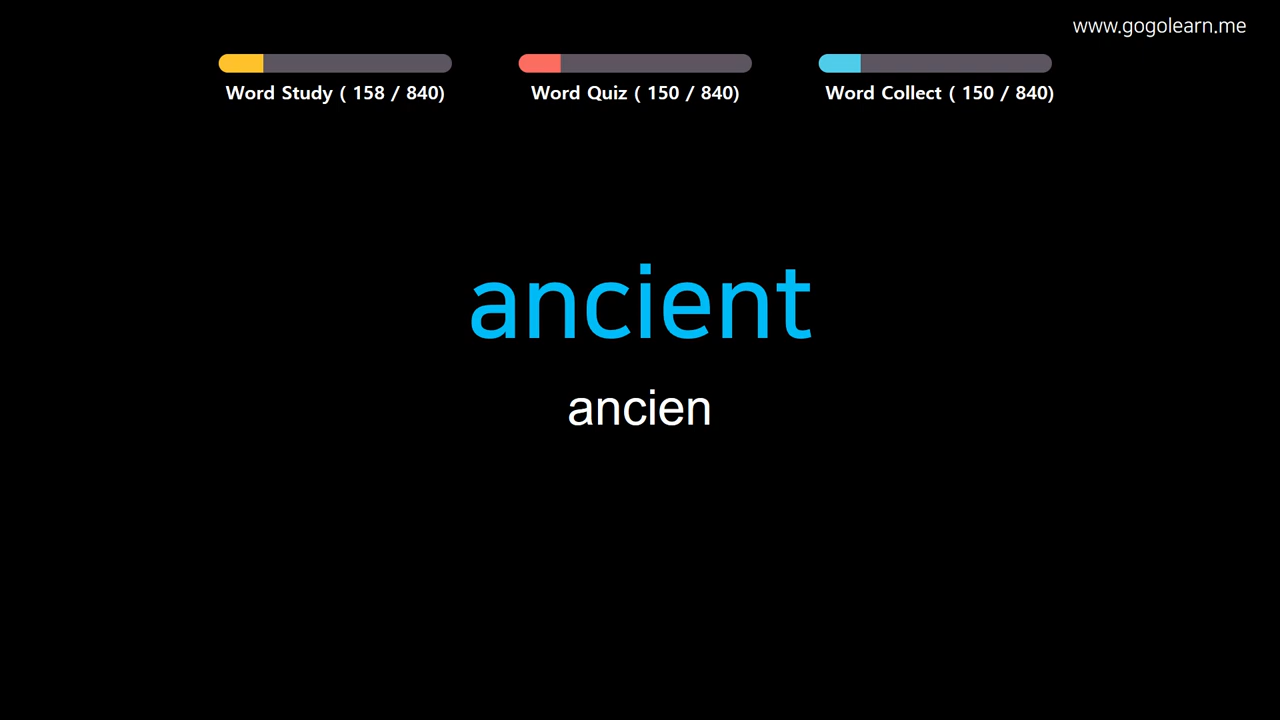 www.gogolearn.me
Word Study ( 158 / 840)
Word Quiz ( 150 / 840)
Word Collect ( 150 / 840)
ancient
ancien